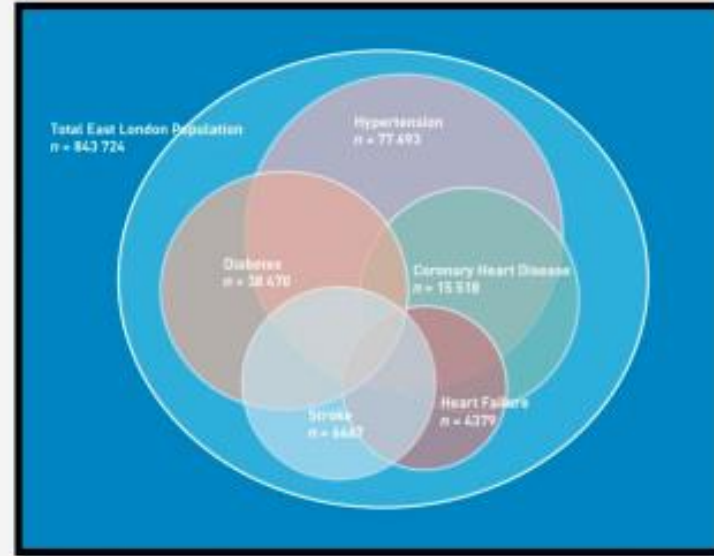 Total East London Population
n = 843 724
Hypertension
n = 77 693
Diabetes
n = 38 470
Coronary Heart Disease
n = 15 518
Heart Failure
n = 4379
Stroke
n =